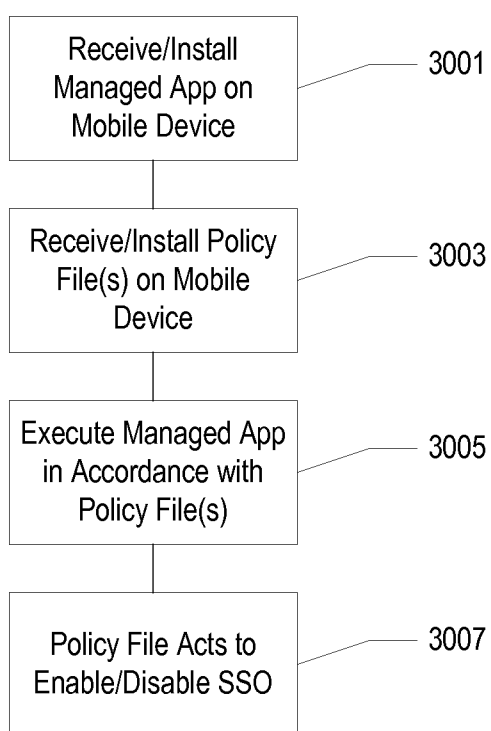 Receive/Install
Managed App on
Mobile Device
3001
Receive/Install Policy
File(s) on Mobile
Device
3003
Execute Managed App
in Accordance with
Policy File(s)
3005
Policy File Acts to
Enable/Disable SSO
3007